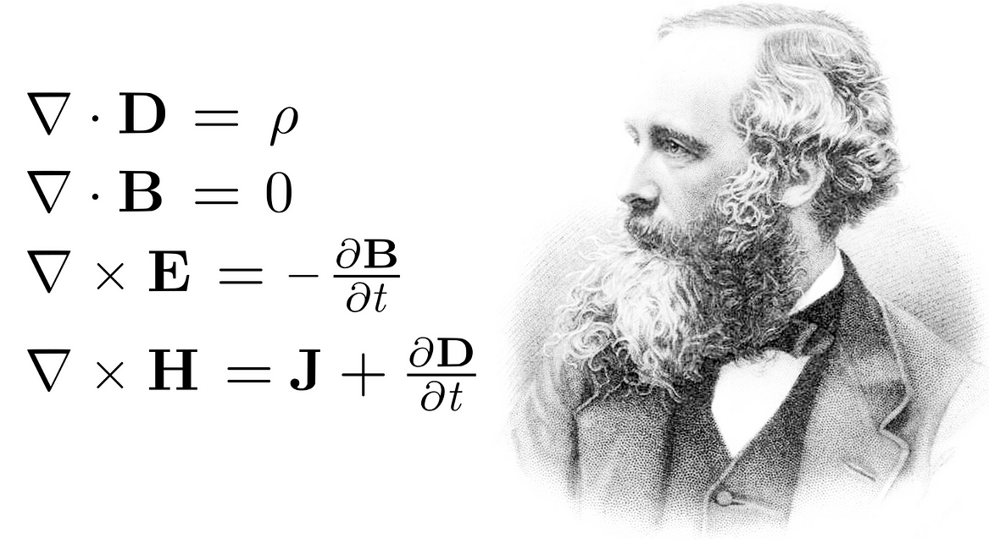 ∇ · D = ρ
∇ · B = 0
∇ × E = − ∂B/∂t
∇ × H = J + ∂D/∂t